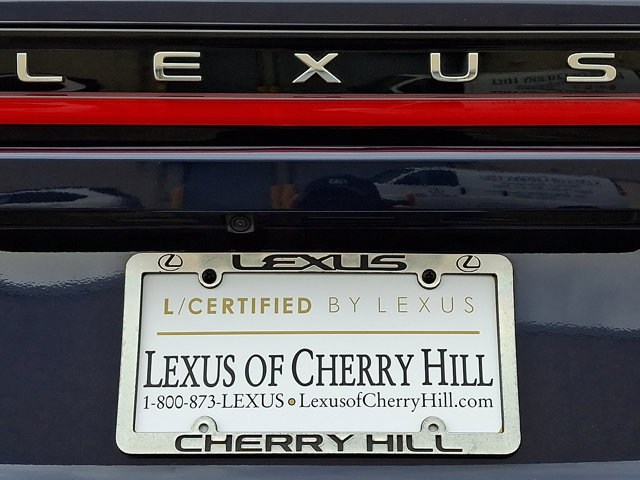 LEXUS
LEXUS
L/CERTIFIED BY LEXUS
LEXUS OF CHERRY HILL
1-800-873-LEXUS • LexusofCherryHill.com
CHERRY HILL